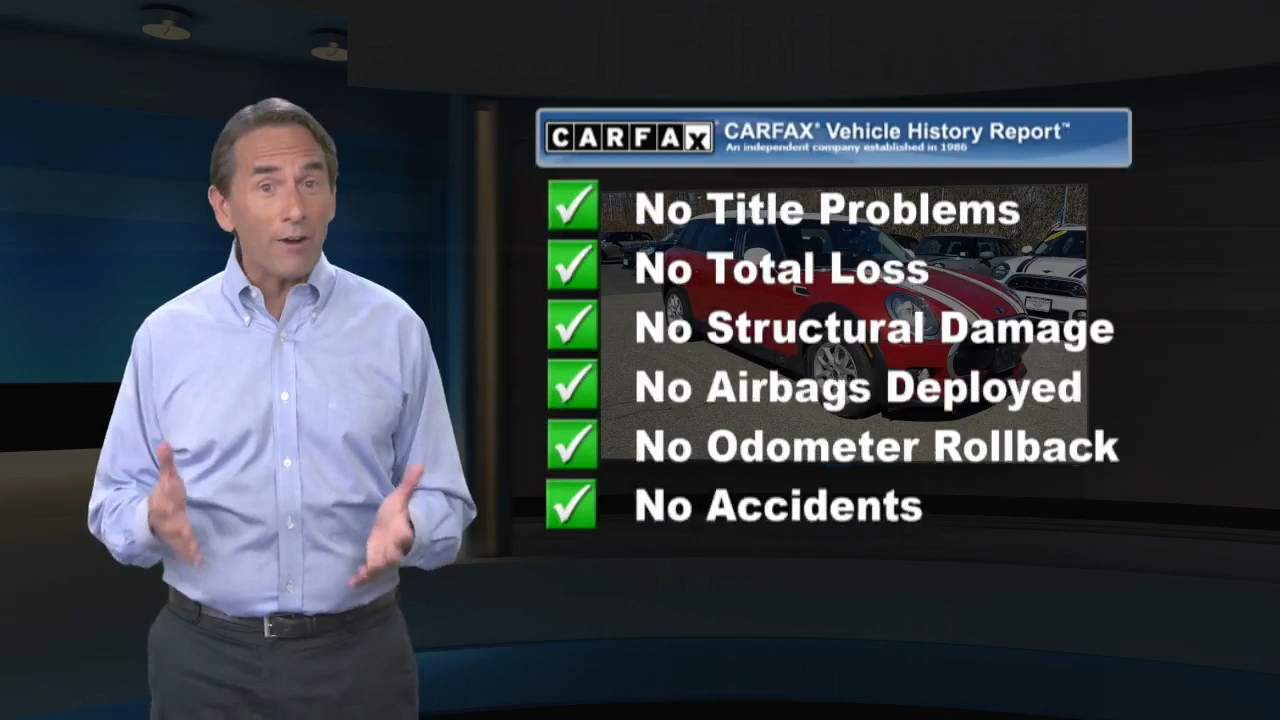 CARFAX CARFAX® Vehicle History Report™
An independent company established in 1986
No Title Problems
No Total Loss
No Structural Damage
No Airbags Deployed
No Odometer Rollback
No Accidents